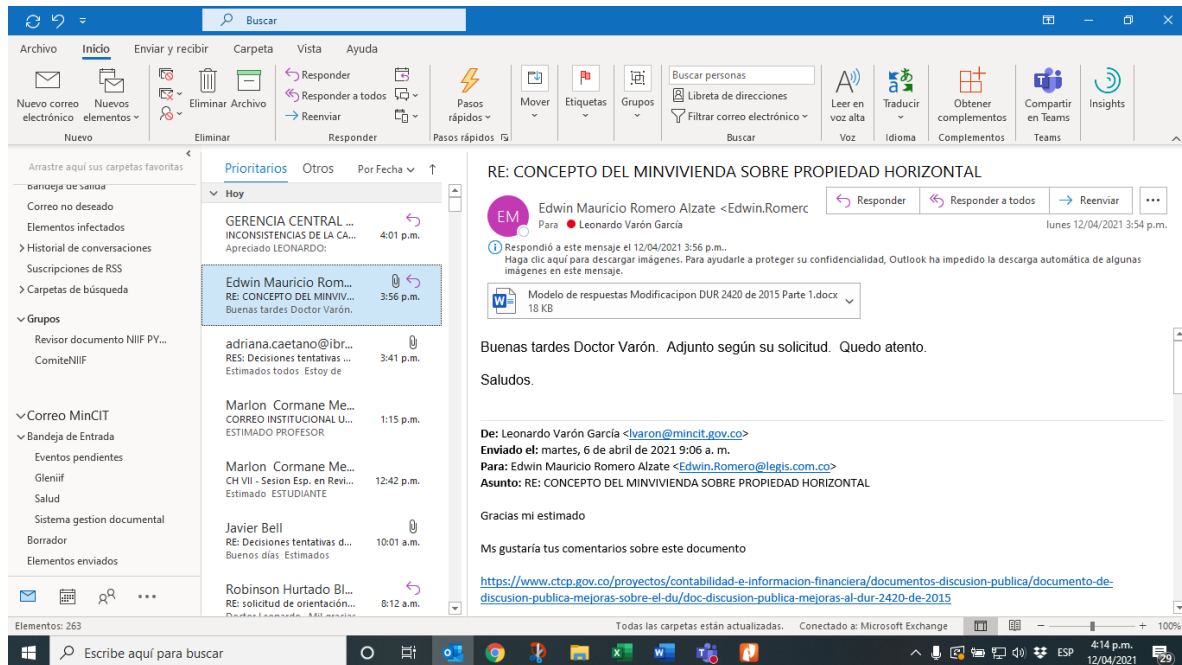 Buscar
Archivo Inicio Enviar y recibir Carpeta Vista Ayuda
Nuevo correo electrónico
Nuevos elementos
Nuevo
Eliminar Archivo
Eliminar
Responder
Responder a todos
Reenviar
Responder
Pasos rápidos
Pasos rápidos
Mover
Etiquetas
Grupos
Buscar personas
Libreta de direcciones
Filtrar correo electrónico
Buscar
Leer en voz alta
Voz
Traducir
Idioma
Obtener complementos
Complementos
Compartir en Teams
Teams
Insights
Arrastre aquí sus carpetas favoritas
Bandeja de salida
Correo no deseado
Elementos infectados
Historial de conversaciones
Suscripciones de RSS
Carpetas de búsqueda
Grupos
Revisor documento NIIF PY...
ComiteNIIF
Correo MinCIT
Bandeja de Entrada
Eventos pendientes
Gleniif
Salud
Sistema gestion documental
Borrador
Elementos enviados
Prioritarios Otros Por Fecha
Hoy
GERENCIA CENTRAL ...
INCONSISTENCIAS DE LA CA... 4:01 p.m.
Apreciado LEONARDO:
Edwin Mauricio Rom...
RE: CONCEPTO DEL MINVIV... 3:56 p.m.
Buenas tardes Doctor Varón.
adriana.caetano@ibr...
RES: Decisiones tentativas ... 3:41 p.m.
Estimados todos Estoy de
Marlon Cormane Me...
CORREO INSTITUCIONAL U... 1:15 p.m.
ESTIMADO PROFESOR
Marlon Cormane Me...
CH VII - Sesion Esp. en Revi... 12:42 p.m.
Estimado ESTUDIANTE
Javier Bell
RE: Decisiones tentativas d... 10:01 a.m.
Buenos días Estimados
Robinson Hurtado Bl...
RE: solicitud de orientación... 8:12 a.m.
Doctor Leonardo Mil gracias
RE: CONCEPTO DEL MINVIVIENDA SOBRE PROPIEDAD HORIZONTAL
EM
Edwin Mauricio Romero Alzate <Edwin.Romerc
Para Leonardo Varón García
Responder Responder a todos Reenviar ...
lunes 12/04/2021 3:54 p.m.
Respondió a este mensaje el 12/04/2021 3:56 p.m..
Haga clic aquí para descargar imágenes. Para ayudarle a proteger su confidencialidad, Outlook ha impedido la descarga automática de algunas
imágenes en este mensaje.
Modelo de respuestas Modificacipon DUR 2420 de 2015 Parte 1.docx
18 KB
Buenas tardes Doctor Varón. Adjunto según su solicitud. Quedo atento.
Saludos.
De: Leonardo Varón García <lvaron@mincit.gov.co>
Enviado el: martes, 6 de abril de 2021 9:06 a. m.
Para: Edwin Mauricio Romero Alzate <Edwin.Romero@legis.com.co>
Asunto: RE: CONCEPTO DEL MINVIVIENDA SOBRE PROPIEDAD HORIZONTAL
Gracias mi estimado
Ms gustaría tus comentarios sobre este documento
https://www.ctcp.gov.co/proyectos/contabilidad-e-informacion-financiera/documentos-discusion-publica/documento-de-
discusion-publica-mejoras-sobre-el-du/doc-discusion-publica-mejoras-al-dur-2420-de-2015
Elementos: 263
Todas las carpetas están actualizadas. Conectado a: Microsoft Exchange
100%
Escribe aquí para buscar
ESP
4:14 p.m.
12/04/2021
29